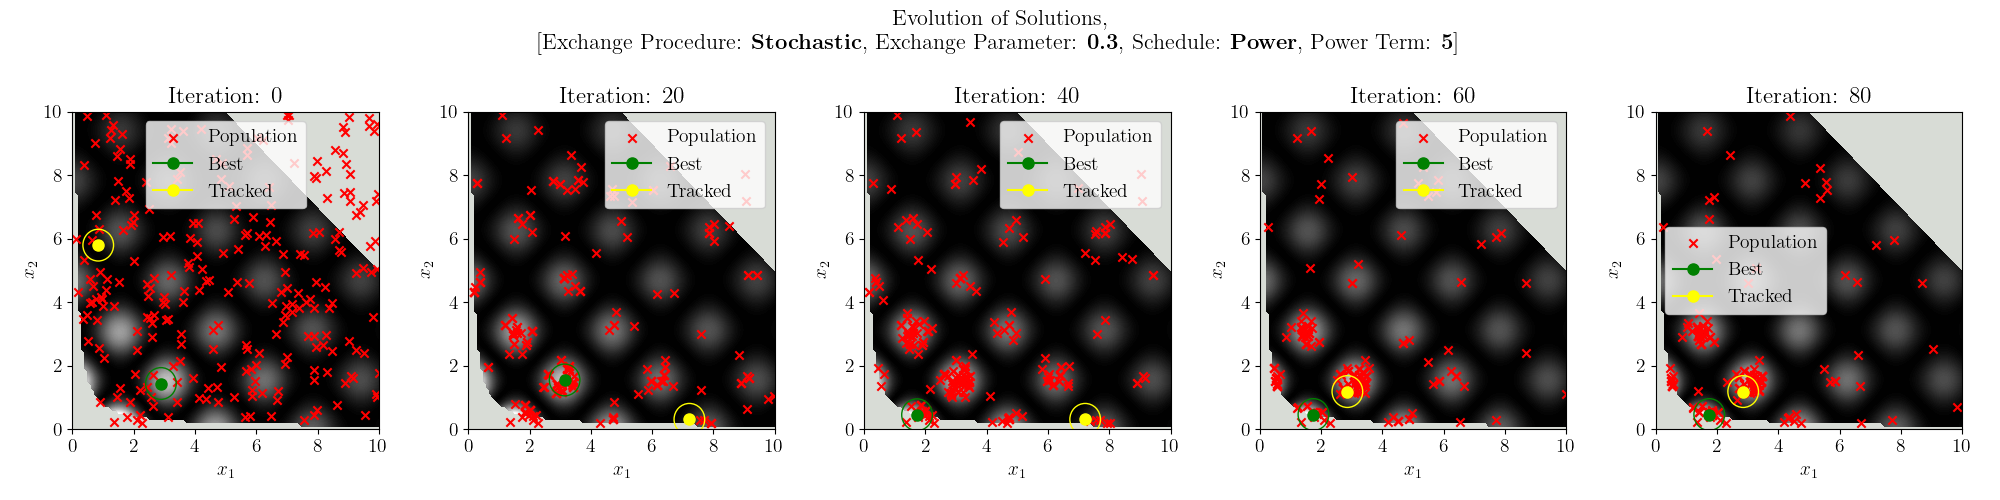 Evolution of Solutions,
[Exchange Procedure: Stochastic, Exchange Parameter: 0.3, Schedule: Power, Power Term: 5]
Iteration: 0
10
8
6
4
2
0
x2
0 2 4 6 8 10
x1
Population
Best
Tracked
Iteration: 20
10
8
6
4
2
0
x2
0 2 4 6 8 10
x1
Population
Best
Tracked
Iteration: 40
10
8
6
4
2
0
x2
0 2 4 6 8 10
x1
Population
Best
Tracked
Iteration: 60
10
8
6
4
2
0
x2
0 2 4 6 8 10
x1
Population
Best
Tracked
Iteration: 80
10
8
6
4
2
0
x2
0 2 4 6 8 10
x1
Population
Best
Tracked